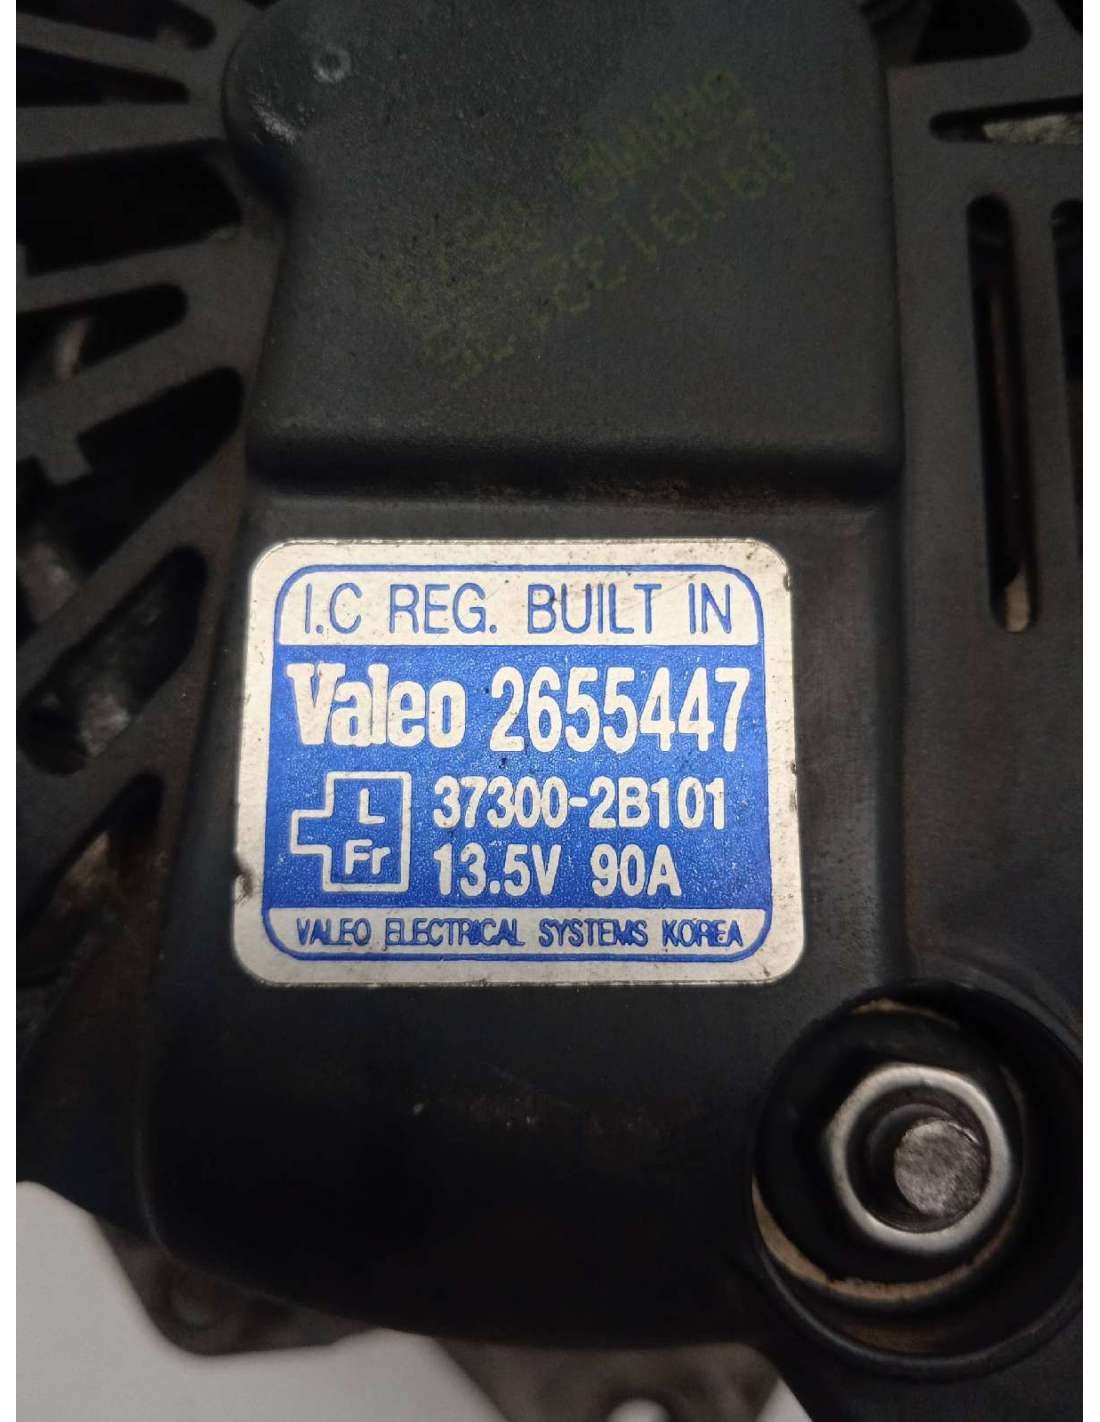 I.C REG. BUILT IN
Valeo 2655447
L 37300-2B101
Fr 13.5V 90A
VALEO ELECTRICAL SYSTEMS KOREA